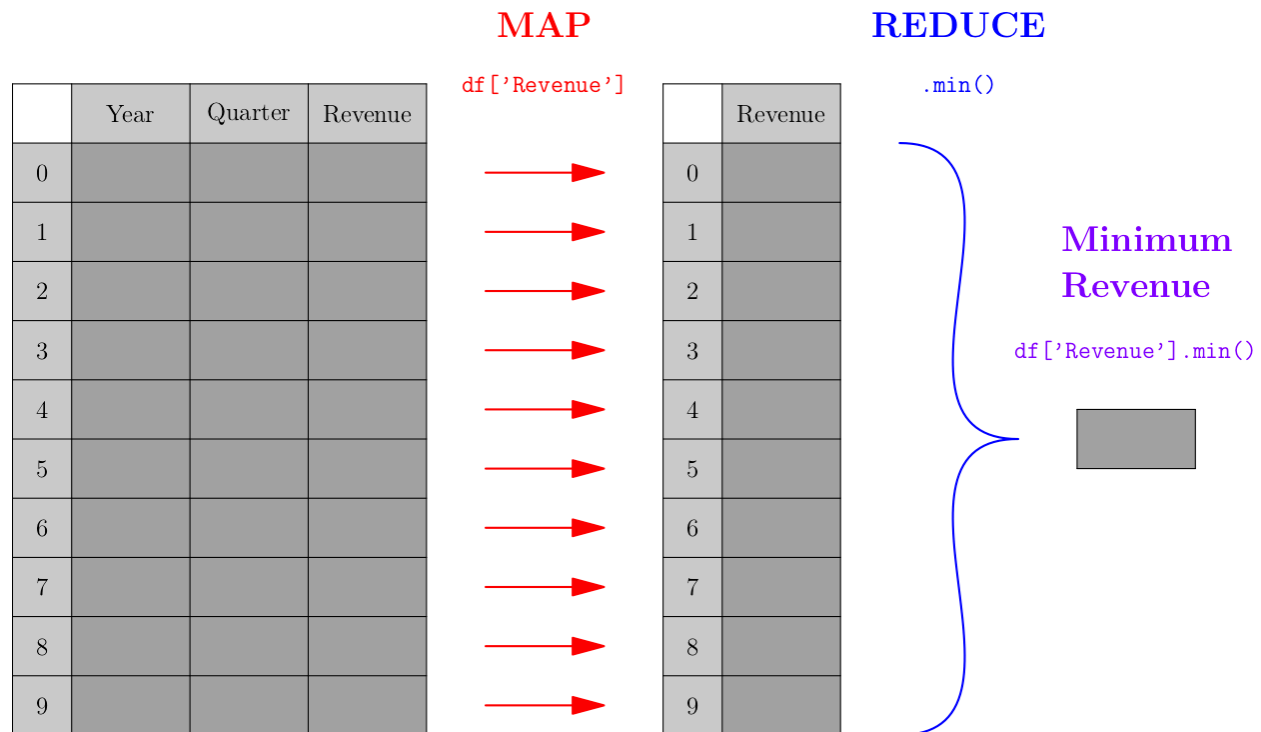 MAP
REDUCE
df['Revenue']
.min()
Year Quarter Revenue
Revenue
0
1
2
3
4
5
6
7
8
9
0
1
2
3
4
5
6
7
8
9
Minimum
Revenue
df['Revenue'].min()